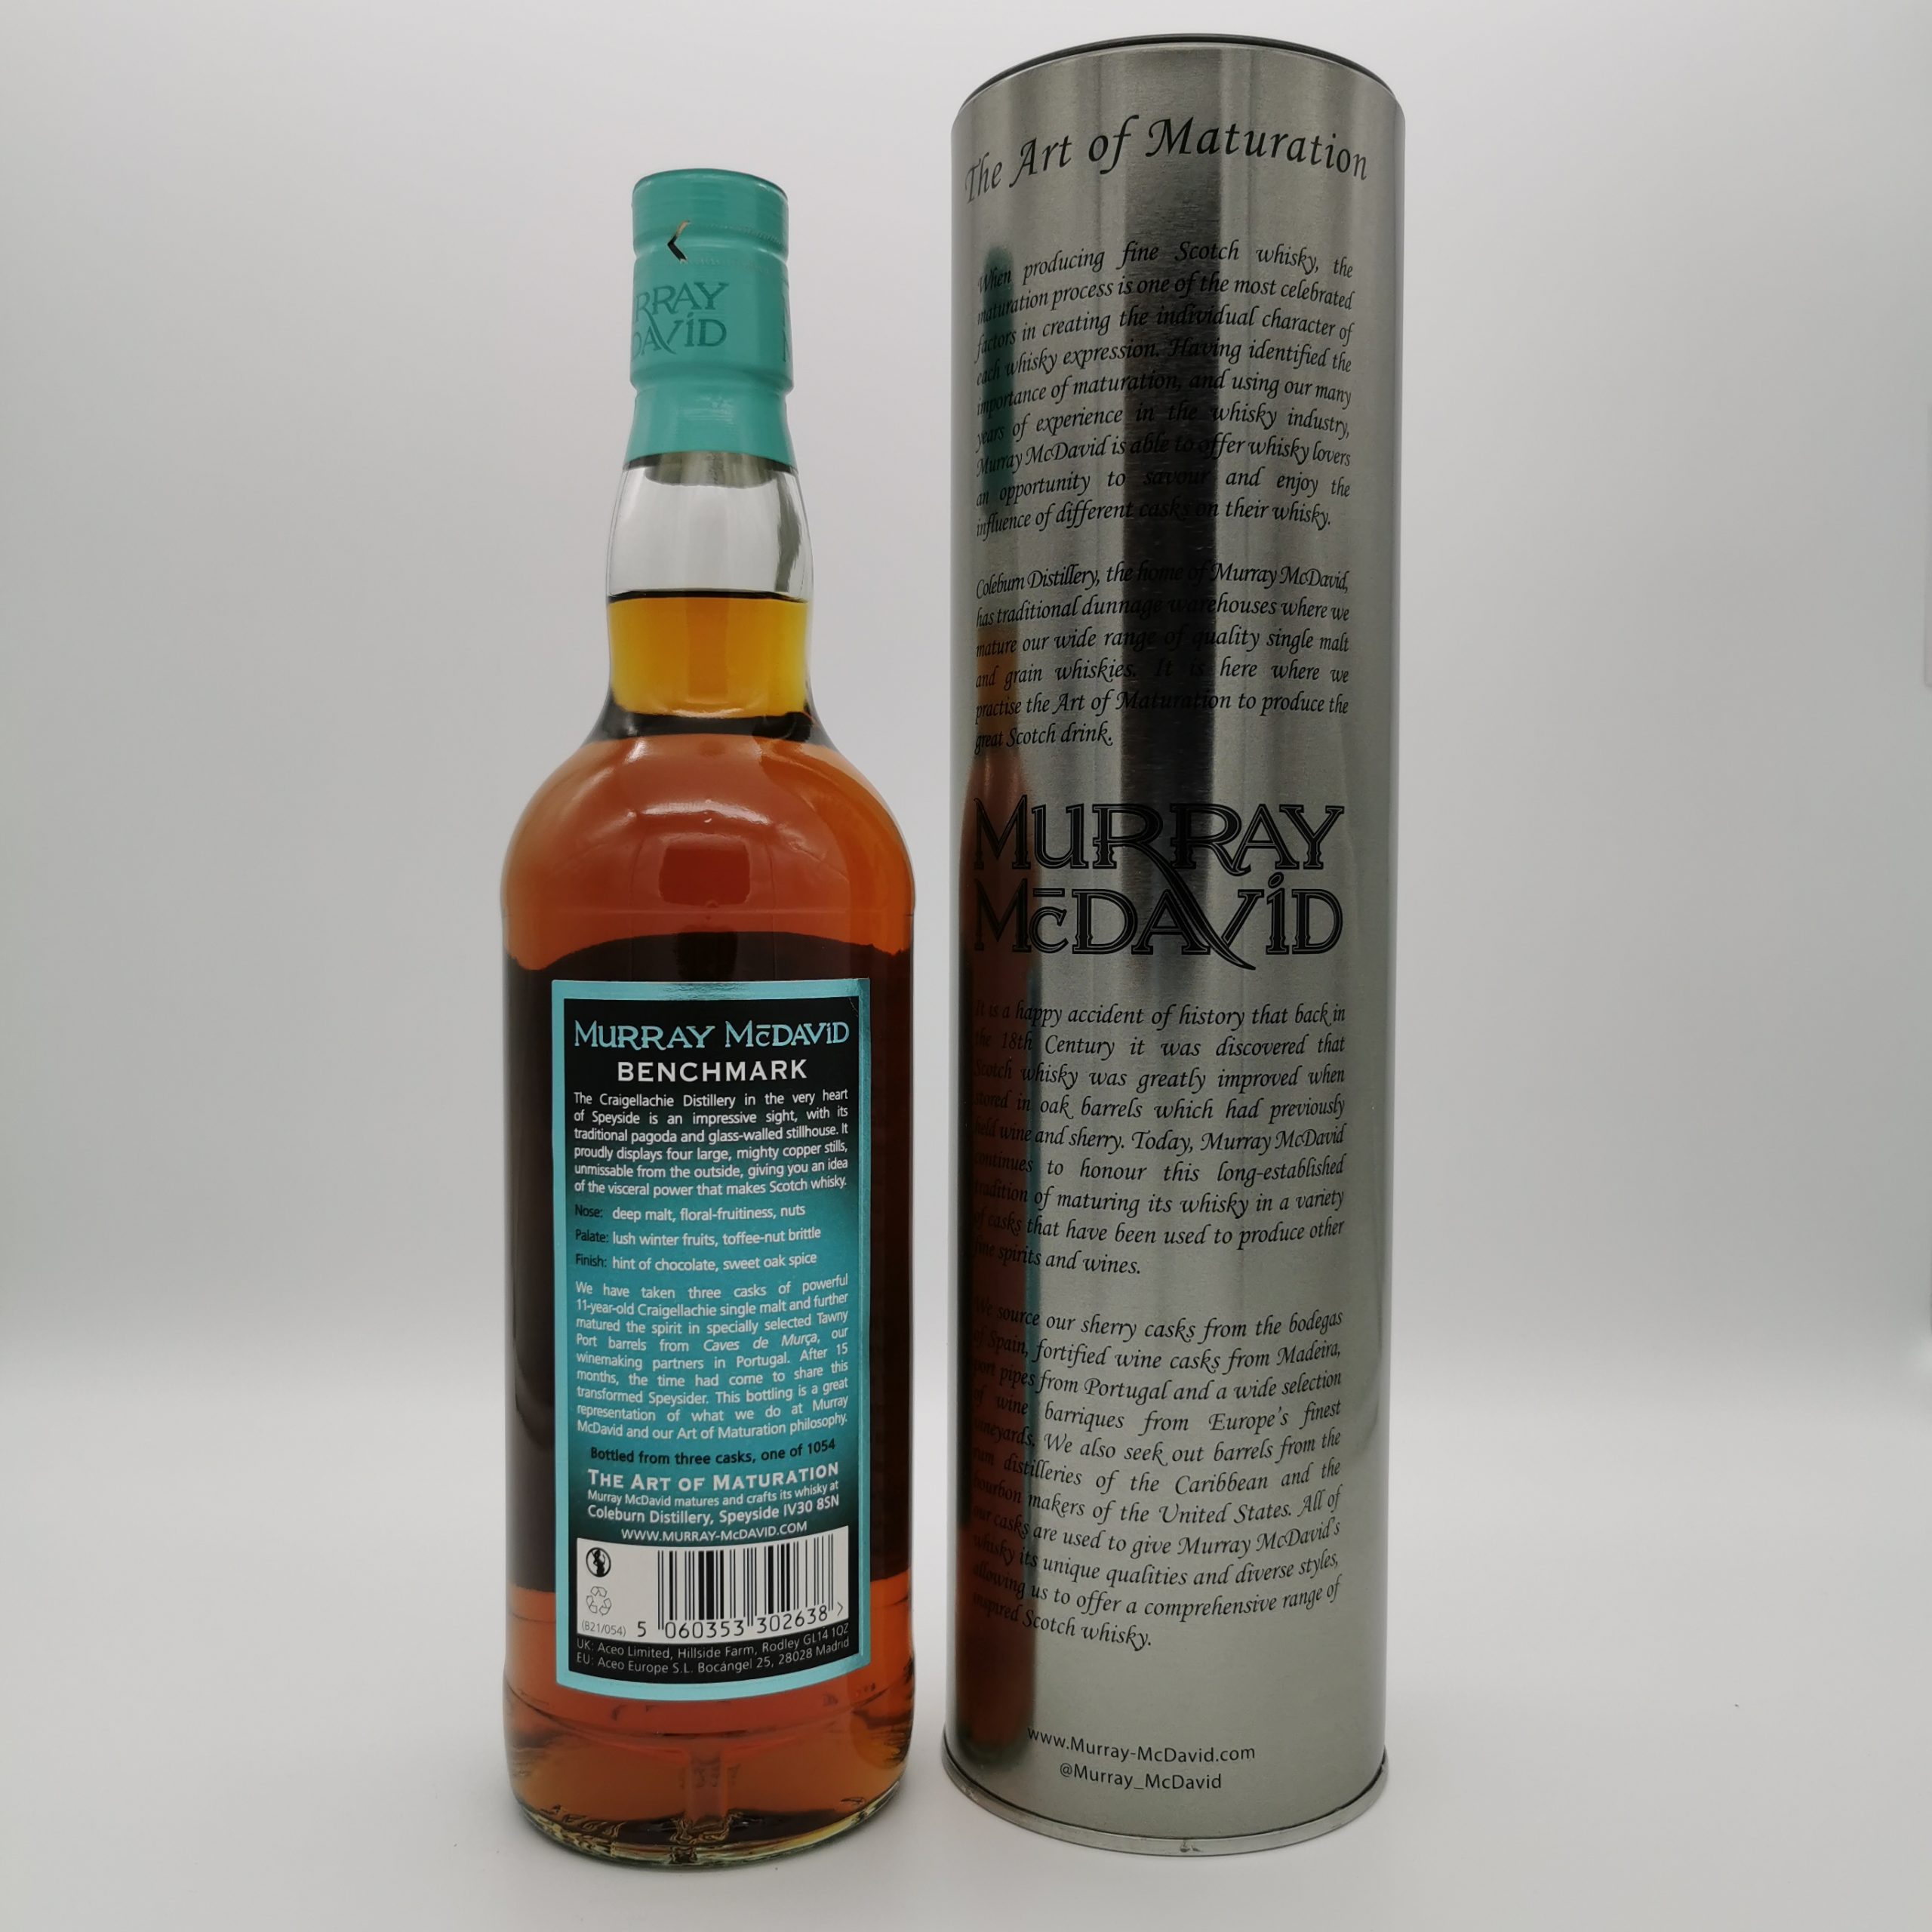 RRAY
DAVID
MURRAY McDAVID
BENCHMARK
The Craigellachie Distillery in the very heart
of Speyside is an impressive sight, with its
traditional pagoda and glass-walled stillhouse. It
proudly displays four large, mighty copper stills,
unmissable from the outside, giving you an idea
of the visceral power that makes Scotch whisky.
Nose: deep malt, floral-fruitiness, nuts
Palate: lush winter fruits, toffee-nut brittle
Finish: hint of chocolate, sweet oak spice
We have taken three casks of powerful
11-year-old Craigellachie single malt and further
matured the spirit in specially selected Tawny
Port barrels from Caves de Murça, our
winemaking partners in Portugal. After 15
months, the time had come to share this
transformed Speysider. This bottling is a great
representation of what we do at Murray
McDavid and our Art of Maturation philosophy.
Bottled from three casks, one of 1054
THE ART OF MATURATION
Murray McDavid matures and crafts its whisky at
Coleburn Distillery, Speyside IV30 8SN
WWW.MURRAY-McDAVID.COM
(B21/054) 5 060353 302638 >
UK: Aceo Limited, Hillside Farm, Rodley GL14 1QZ
EU: Aceo Europe S.L. Bocángel 25, 28028 Madrid
The Art of Maturation
When producing fine Scotch whisky, the
maturation process is one of the most celebrated
factors in creating the individual character of
each whisky expression. Having identified the
importance of maturation, and using our many
years of experience in the whisky industry,
Murray McDavid is able to offer whisky lovers
an opportunity to savour and enjoy the
influence of different casks on their whisky.
Coleburn Distillery, the home of Murray McDavid,
has traditional dunnage warehouses where we
mature our wide range of quality single malt
and grain whiskies. It is here where we
practise the Art of Maturation to produce the
great Scotch drink.
MURRAY
McDAVID
It is a happy accident of history that back in
the 18th Century it was discovered that
Scotch whisky was greatly improved when
stored in oak barrels which had previously
held wine and sherry. Today, Murray McDavid
continues to honour this long-established
tradition of maturing its whisky in a variety
of casks that have been used to produce other
fine spirits and wines.
We source our sherry casks from the bodegas
of Spain, fortified wine casks from Madeira,
port pipes from Portugal and a wide selection
of wine barriques from Europe's finest
vineyards. We also seek out barrels from the
rum distilleries of the Caribbean and the
bourbon makers of the United States. All of
our casks are used to give Murray McDavid's
whisky its unique qualities and diverse styles,
allowing us to offer a comprehensive range of
inspired Scotch whisky.
www.Murray-McDavid.com
@Murray_McDavid